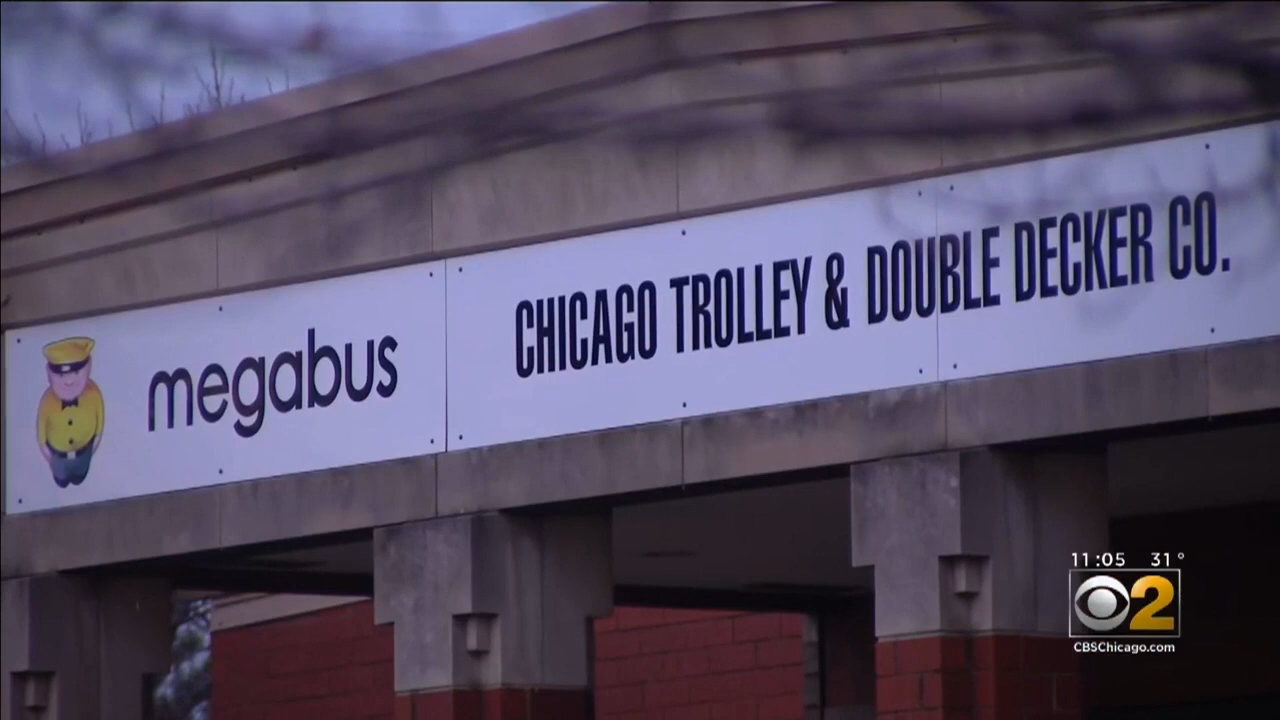 megabus
CHICAGO TROLLEY & DOUBLE DECKER CO.
11:05 31°
2
CBSChicago.com